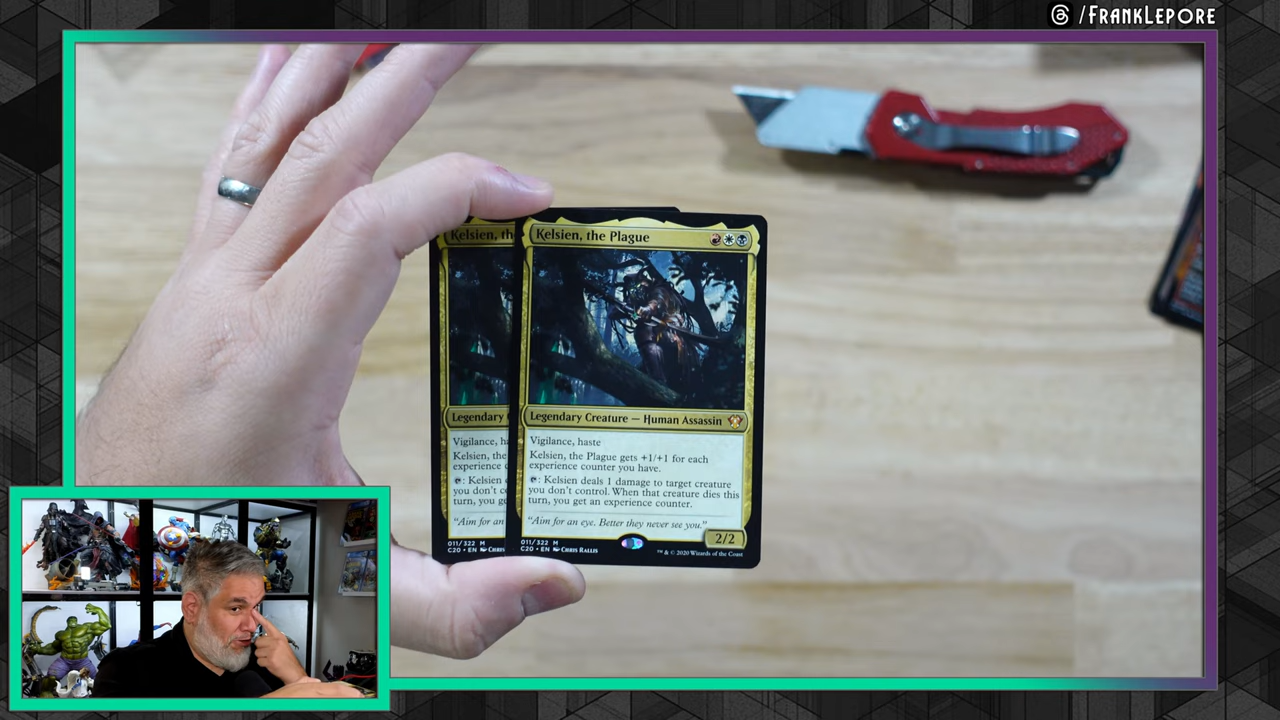 /FrankLepore
Kelsien, th
Legendary
Vigilance, ha
Kelsien, the
experience
: Kelsien
you don't c
turn, you g
"Aim for an
011/322 M
C20 • EN Chris
Kelsien, the Plague
Legendary Creature — Human Assassin
Vigilance, haste
Kelsien, the Plague gets +1/+1 for each
experience counter you have.
: Kelsien deals 1 damage to target creature
you don't control. When that creature dies this
turn, you get an experience counter.
"Aim for an eye. Better they never see you."
2/2
011/322 M
C20 • EN Chris Rallis
™ & © 2020 Wizards of the Coast